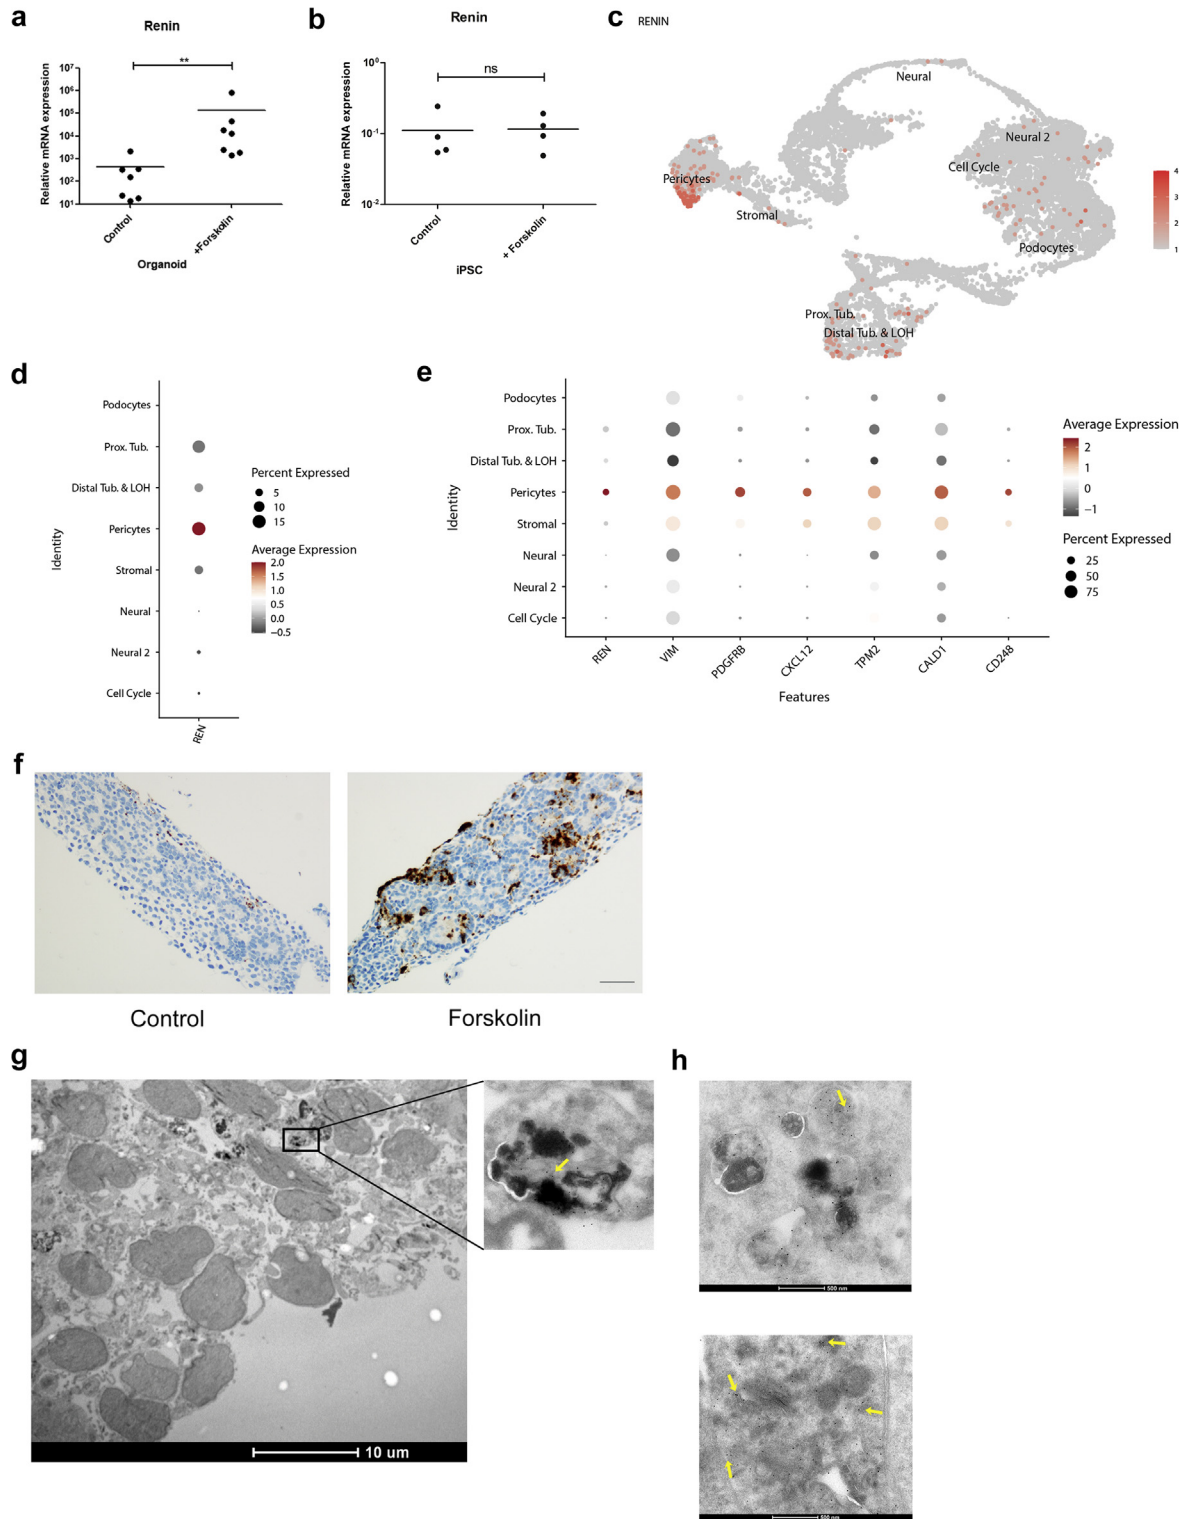 a
Renin
Relative mRNA expression
10⁷
10⁶
10⁵
10⁴
10³
10²
10¹
**
Control
+Forskolin
Organoid
b
Renin
Relative mRNA expression
10⁰
10⁻¹
10⁻²
ns
Control
+ Forskolin
iPSC
c
RENIN
Neural
Neural 2
Cell Cycle
Pericytes
Stromal
Podocytes
Prox. Tub.
Distal Tub. & LOH
4
3
2
1
d
Identity
Podocytes
Prox. Tub.
Distal Tub. & LOH
Pericytes
Stromal
Neural
Neural 2
Cell Cycle
REN
Percent Expressed
5
10
15
Average Expression
2.0
1.5
1.0
0.5
0.0
−0.5
e
Identity
Podocytes
Prox. Tub.
Distal Tub. & LOH
Pericytes
Stromal
Neural
Neural 2
Cell Cycle
REN
VIM
PDGFRB
CXCL12
TPM2
CALD1
CD248
Features
Average Expression
2
1
0
−1
Percent Expressed
25
50
75
f
Control
Forskolin
g
10 um
h
500 nm
500 nm